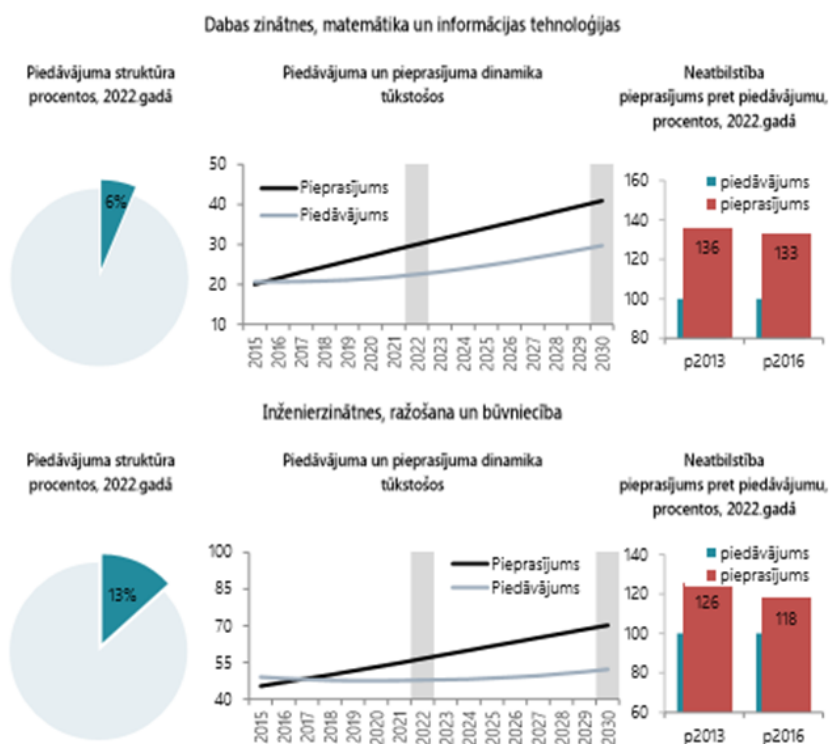 Dabas zinātnes, matemātika un informācijas tehnoloģijas
Piedāvājuma struktūra
procentos, 2022.gadā
6%
Piedāvājuma un pieprasījuma dinamika
tūkstošos
50
40
30
20
10
Pieprasījums
Piedāvājums
2015
2016
2017
2018
2019
2020
2021
2022
2023
2024
2025
2026
2027
2028
2029
2030
Neatbilstība
pieprasījums pret piedāvājumu,
procentos, 2022.gadā
160
140
120
100
80
piedāvājums
pieprasījums
136
133
p2013
p2016
Inženierzinātnes, ražošana un būvniecība
Piedāvājuma struktūra
procentos, 2022.gadā
13%
Piedāvājuma un pieprasījuma dinamika
tūkstošos
100
85
70
55
40
Pieprasījums
Piedāvājums
2015
2016
2017
2018
2019
2020
2021
2022
2023
2024
2025
2026
2027
2028
2029
2030
Neatbilstība
pieprasījums pret piedāvājumu,
procentos, 2022.gadā
140
120
100
80
60
piedāvājums
pieprasījums
126
118
p2013
p2016